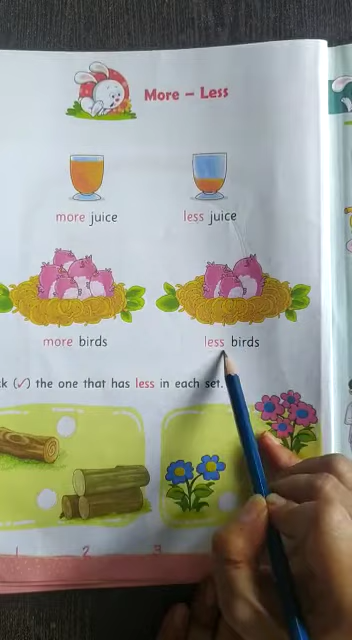 More – Less
more juice less juice
more birds less birds
(✓) the one that has less in each set.
1 2 3